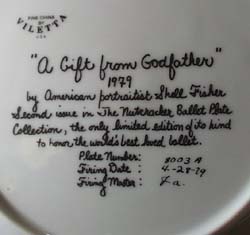 FINE CHINA
BY
VILETTA
U.S.A
"A Gift from Godfather"
1979
by American portraitist Shell Fisher
Second issue in The Nutcracker Ballet Plate
Collection, the only limited edition of its kind
to honor the world's best loved ballet.
Plate Number: 8003 A
Firing Date : 4-28-79
Firing Master :